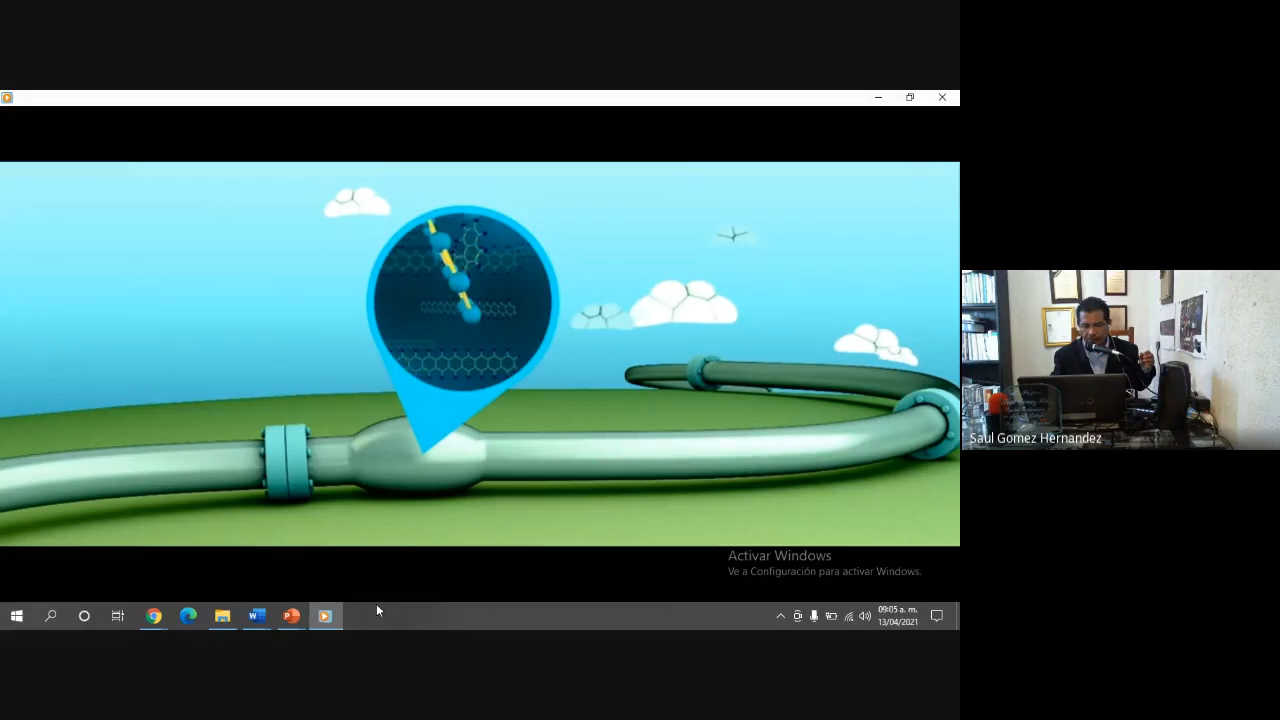 Saul Gomez Hernandez
Activar Windows
Ve a Configuración para activar Windows.
09:05 a. m.
13/04/2021